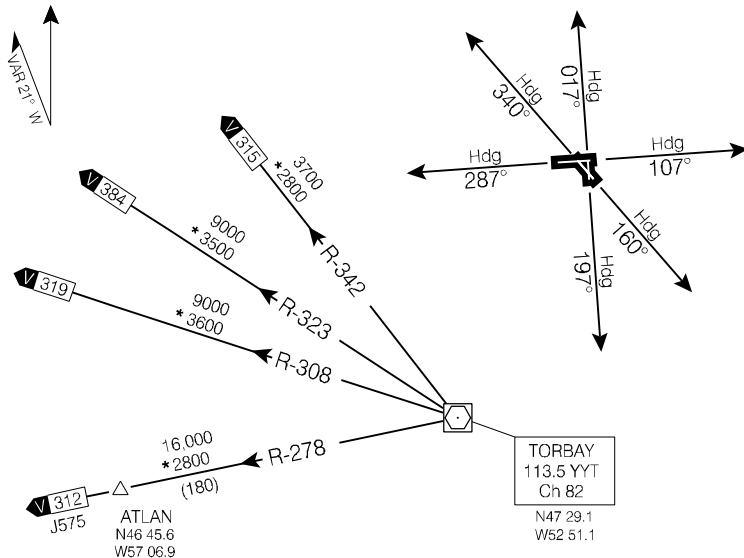 VAR 21° W
V 315
3700
*2800
R-342
V 384
9000
*3500
R-323
V 319
9000
*3600
R-308
V 312
J575
16,000
*2800
(180)
R-278
ATLAN
N46 45.6
W57 06.9
TORBAY
113.5 YYT
Ch 82
N47 29.1
W52 51.1
Hdg
340°
Hdg
017°
Hdg
287°
Hdg
107°
Hdg
160°
Hdg
197°